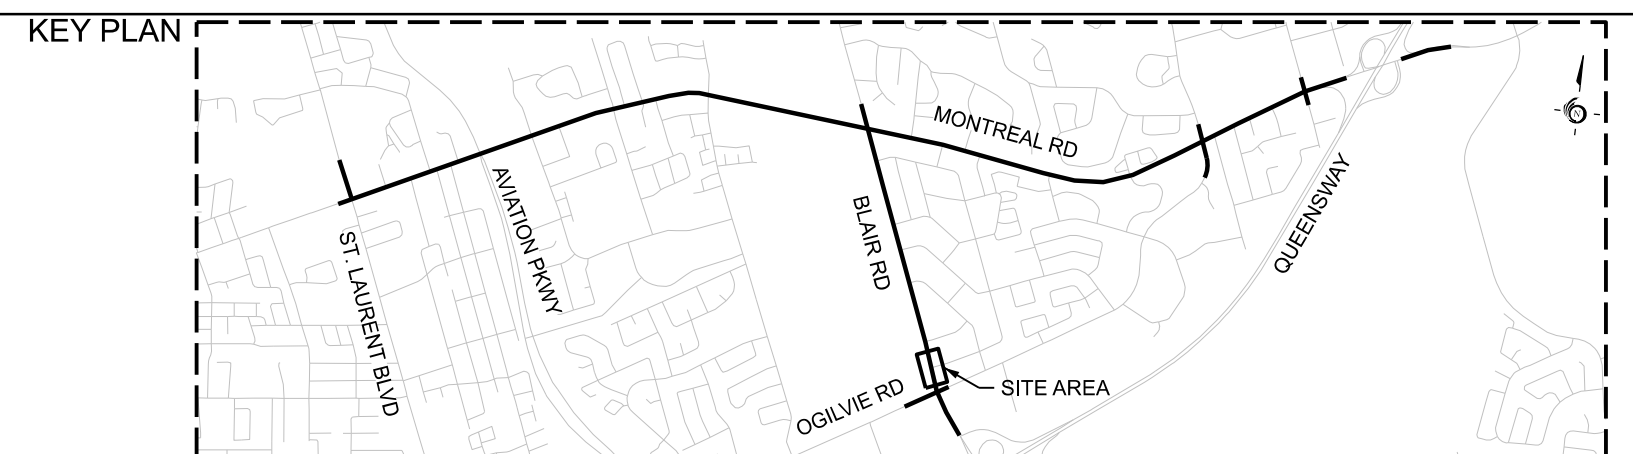 KEY PLAN
MONTREAL RD
N
AVIATION PKWY
QUEENSWAY
BLAIR RD
ST. LAURENT BLVD
SITE AREA
OGILVIE RD